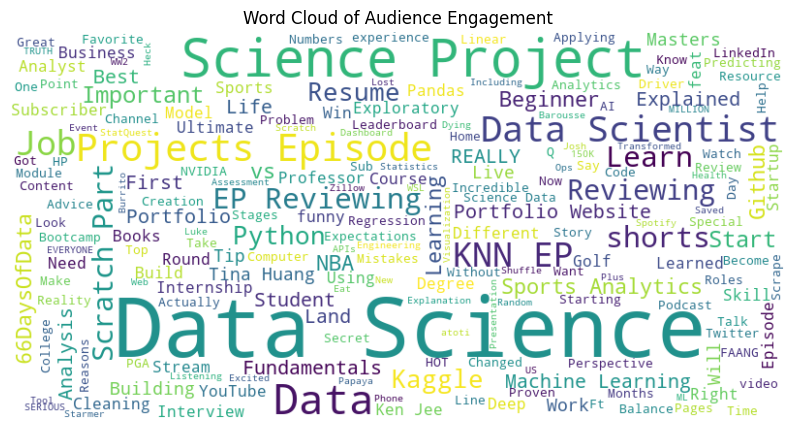 Word Cloud of Audience Engagement
Great
TRUTH
WW2
Favorite
Heck
Business
Science Project
Numbers
experience
Linear
Applying
Masters
LinkedIn
Know
Way
Predicting
Resource
feat
Analyst
One
Point
Best
Important
Sports
Resume
Pandas
Lost
Analytics
Including
Driver
MILLION
Help
Subscriber
Channel
Model
Life
Win
Exploratory
Beginner
AI
Explained
Event
StatQuest
Ultimate
Problem
Scratch
Leaderboard
Dashboard
Dying
Home
Barousse
Data Scientist
Transformed
Job
Projects Episode
REALLY
Q
Josh
150K
Code
Watch
Startup
Github
Got
HP
NVIDIA
vs
Professor
Sub
Statistics
Courses
Live
Incredible
Now
Say
Learn
Review
Health
Module
Content
First
Burrito
Assessment
Zillow
WSL
Science Data
Ops
Reviewing
Day
Scratch Part
Creation
EP Reviewing
Learning
Visualization
Portfolio Website
Spotify
Saved
Advice
Portfolio
Stages
funny
Regression
Different
Story
shorts
Special
Start
66DaysOfData
Look
Books
Luke
Python
Expectations
APIs
Engineering
KNN EP
Golf
Learned
Become
Bootcamp
EVERYONE
Need
Round
Tip
Take
NBA
Mistakes
Without
Shuffle
Want
Plus
Roles
Scrape
Top
Make
Build
Tina Huang
Computer
Using
Degree
Sports Analytics
Skill
Reality
Web
Internship
Eat
New
Explanation
Random
Starting
Podcast
Actually
Student
Land
Data Science
Presentation
Talk
Twitter
Episode
College
Analysis
Reasons
PGA
Stream
Secret
atoti
US
Will
FAANG
Fundamentals
HOT
Changed
Perspective
Listening
Excited
Papaya
Kaggle
Proven
Machine Learning
ML
Months
Right
video
Building
YouTube
Data
Phone
Tool
SERIOUS
Cleaning
Starmer
Interview
Ken Jee
Line
Deep
Work
Ft
Balance
Pages
Time